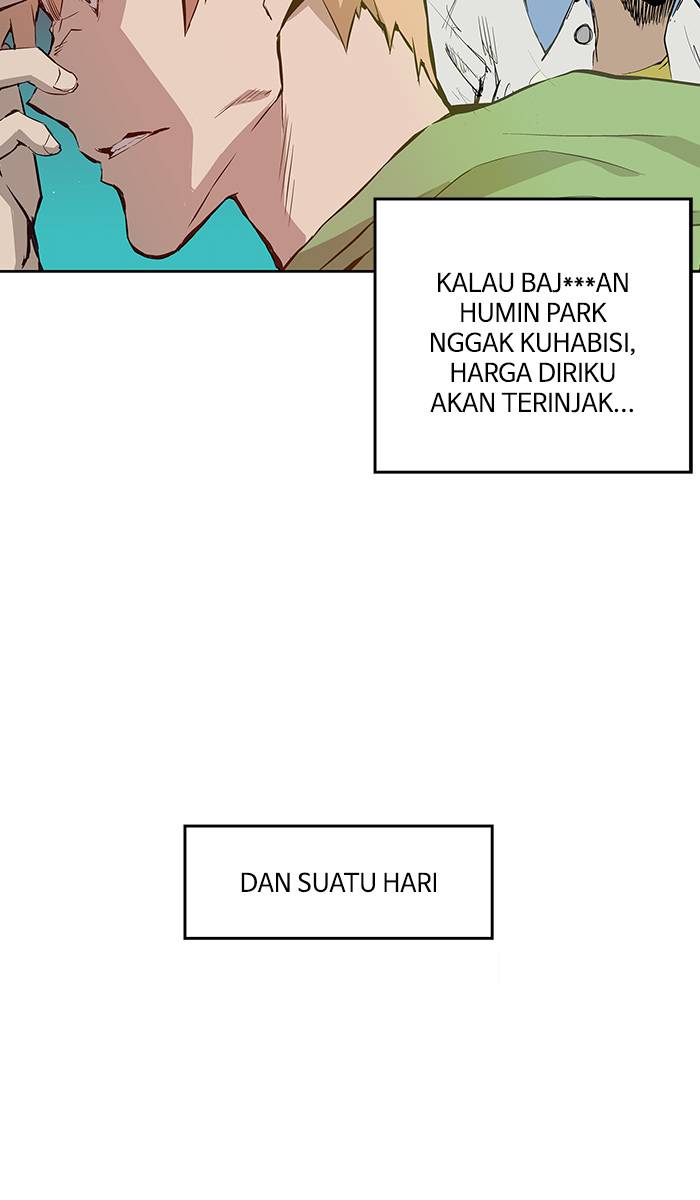 KALAU BAJ***AN
HUMIN PARK
NGGAK KUHABISI,
HARGA DIRIKU
AKAN TERINJAK...
DAN SUATU HARI